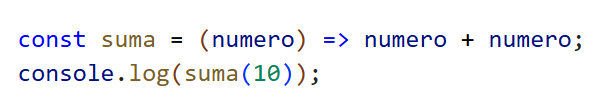 const suma = (numero) => numero + numero;
console.log(suma(10));